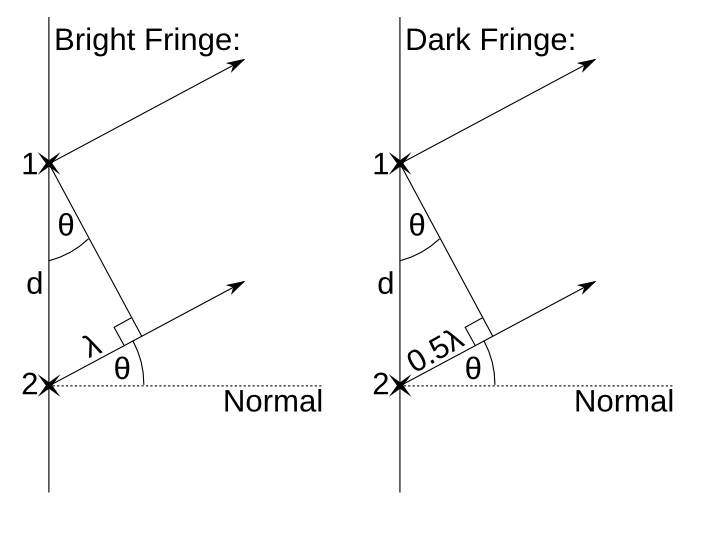 Bright Fringe:
1
θ
d
λ
θ
2
Normal
Dark Fringe:
1
θ
d
0.5λ
θ
2
Normal